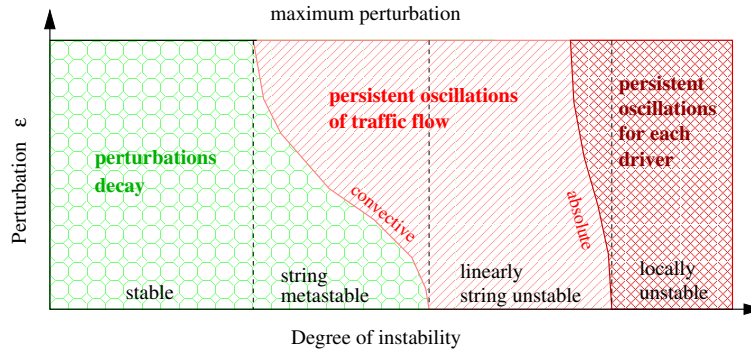 maximum perturbation
Perturbation ε
persistent oscillations
of traffic flow
persistent
oscillations
for each
driver
perturbations
decay
convective
absolute
stable
string
metastable
linearly
string unstable
locally
unstable
Degree of instability